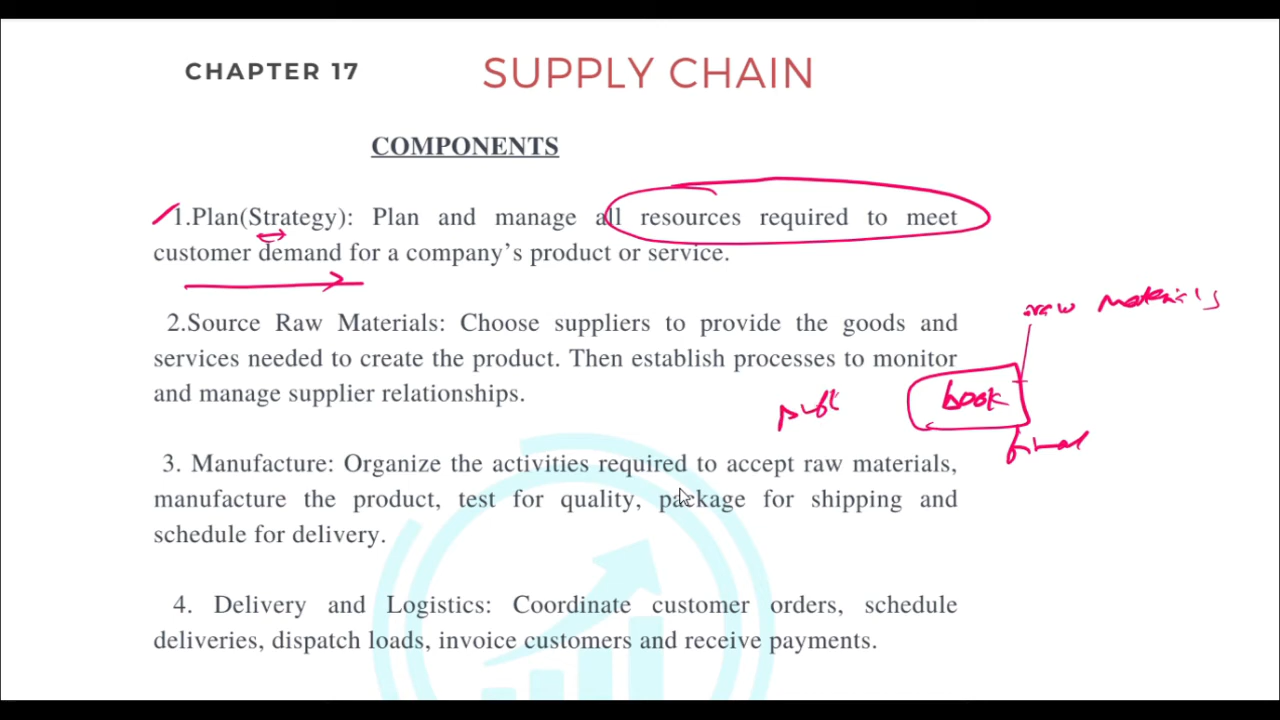 CHAPTER 17
SUPPLY CHAIN
COMPONENTS
1.Plan(Strategy): Plan and manage all resources required to meet
customer demand for a company's product or service.
2.Source Raw Materials: Choose suppliers to provide the goods and
services needed to create the product. Then establish processes to monitor
and manage supplier relationships.
raw materials
book
3. Manufacture: Organize the activities required to accept raw materials,
manufacture the product, test for quality, package for shipping and
schedule for delivery.
4. Delivery and Logistics: Coordinate customer orders, schedule
deliveries, dispatch loads, invoice customers and receive payments.